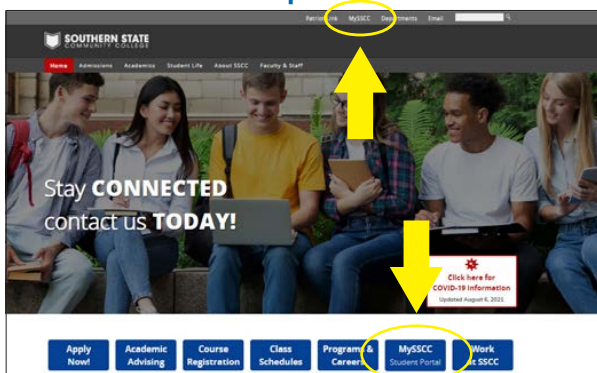 Patriot Link MySSCC Departments Email
SOUTHERN STATE
COMMUNITY COLLEGE
Home Admissions Academics Student Life About SSCC Faculty & Staff
Stay CONNECTED
contact us TODAY!
Click here for
COVID-19 Information
Updated August 6, 2021
Apply Now!
Academic Advising
Course Registration
Class Schedules
Programs & Careers
MySSCC Student Portal
Work at SSCC